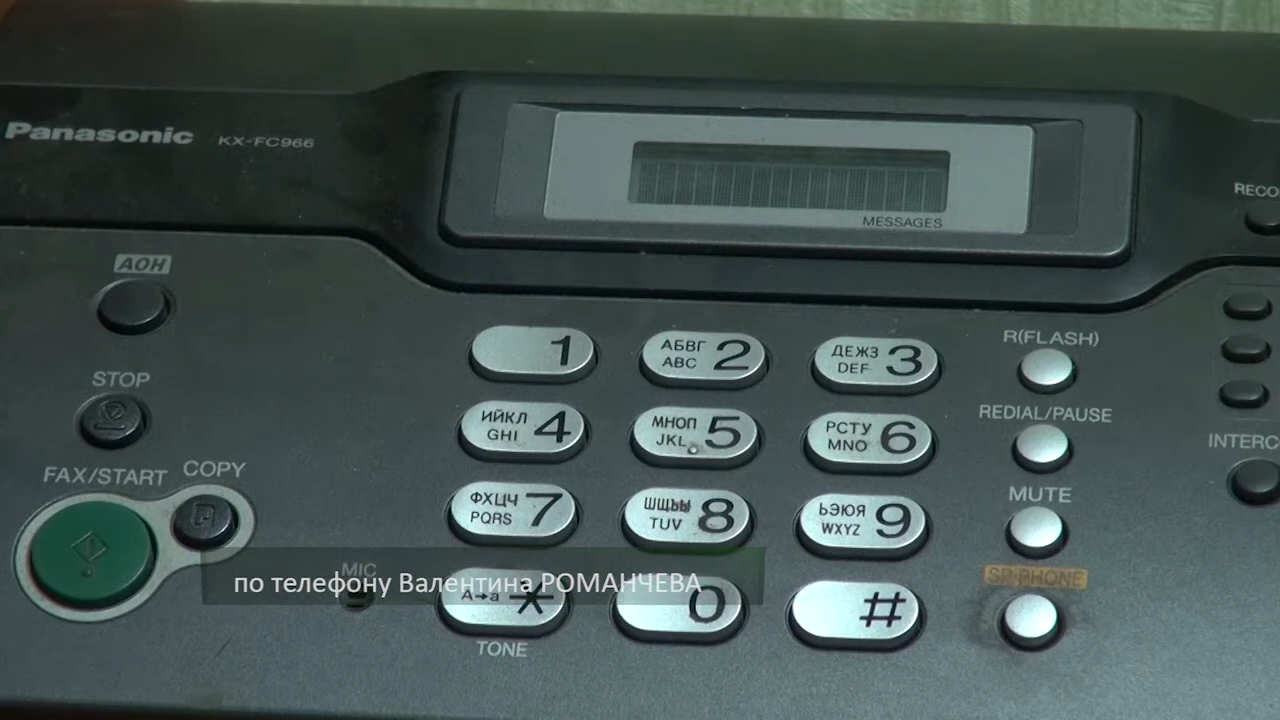 Panasonic KX-FC966
MESSAGES
АОН
STOP
FAX/START
COPY
MIC
1
АБВГ ABC 2
ДЕЖЗ DEF 3
ИЙКЛ GHI 4
МНОП JKL 5
РСТУ MNO 6
ФХЦЧ PQRS 7
ШЩЪЫ TUV 8
ЬЭЮЯ WXYZ 9
A→a *
TONE
0
#
R(FLASH)
REDIAL/PAUSE
MUTE
SP-PHONE
RECO
INTERC
по телефону Валентина РОМАНЧЕВА